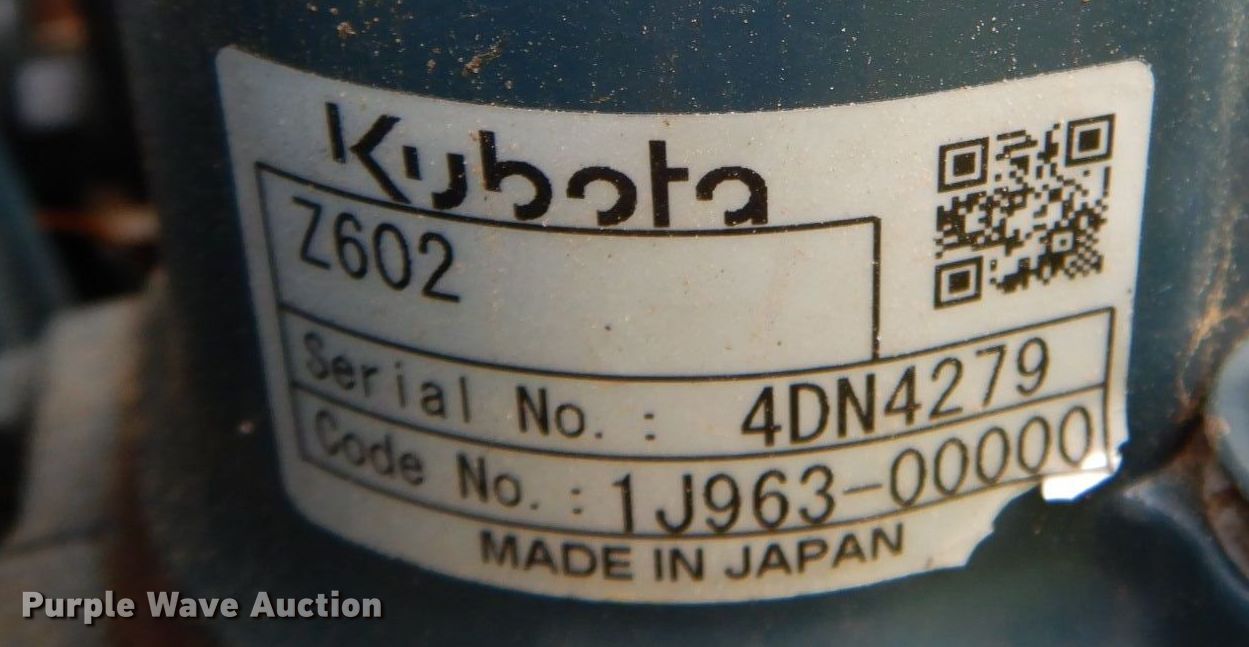 Kubota
Z602
Serial No. : 4DN4279
Code No. : 1J963-00000
MADE IN JAPAN
Purple Wave Auction